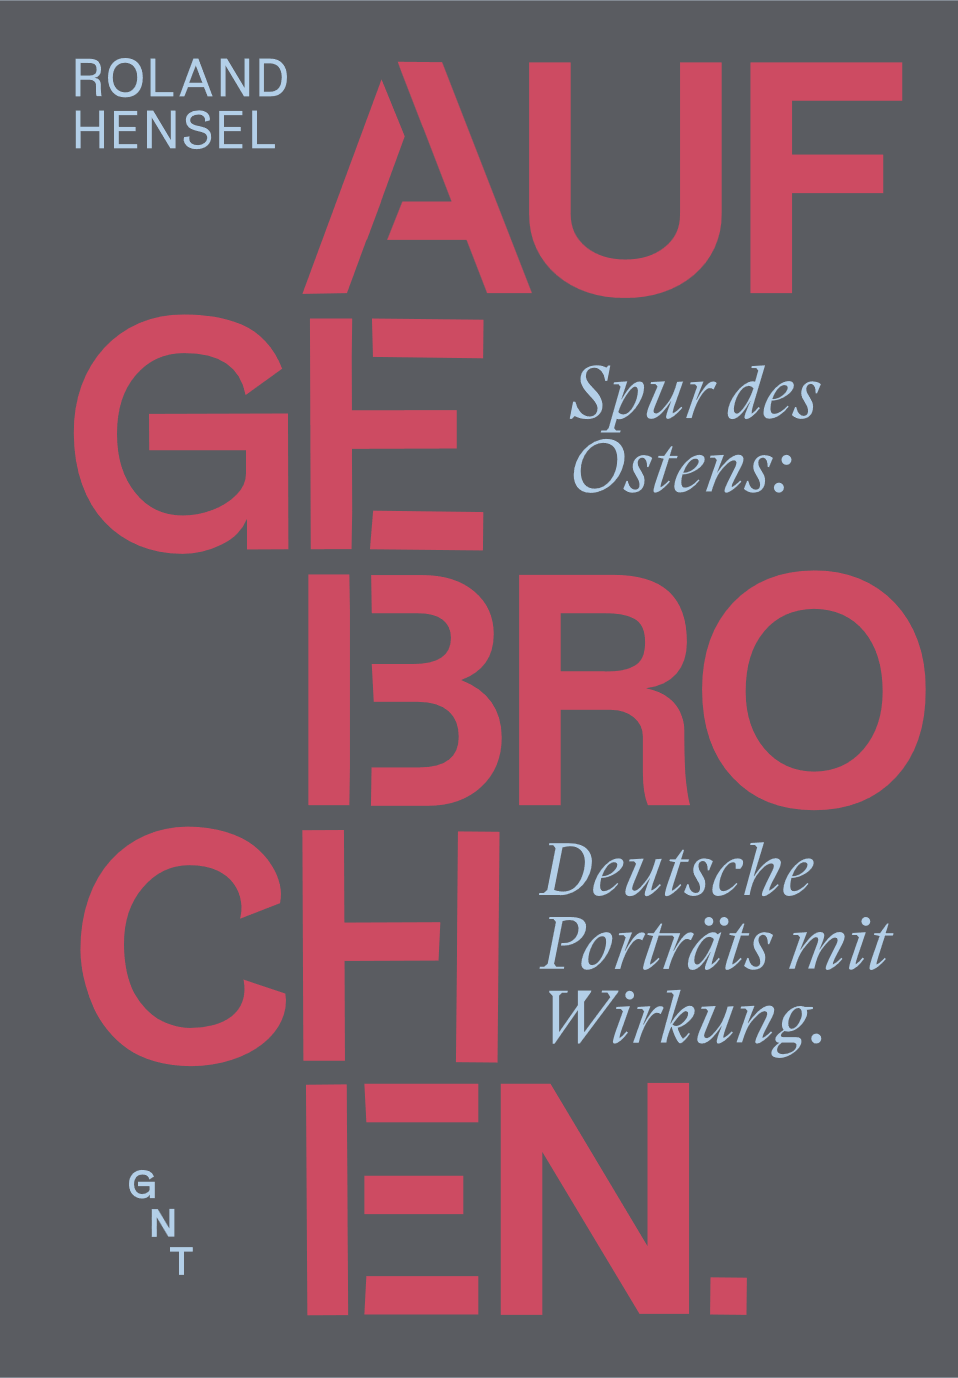 ROLAND
HENSEL
AUF
GE
Spur des
Ostens:
BRO
CH
Deutsche
Porträts mit
Wirkung.
EN.
G
N
T